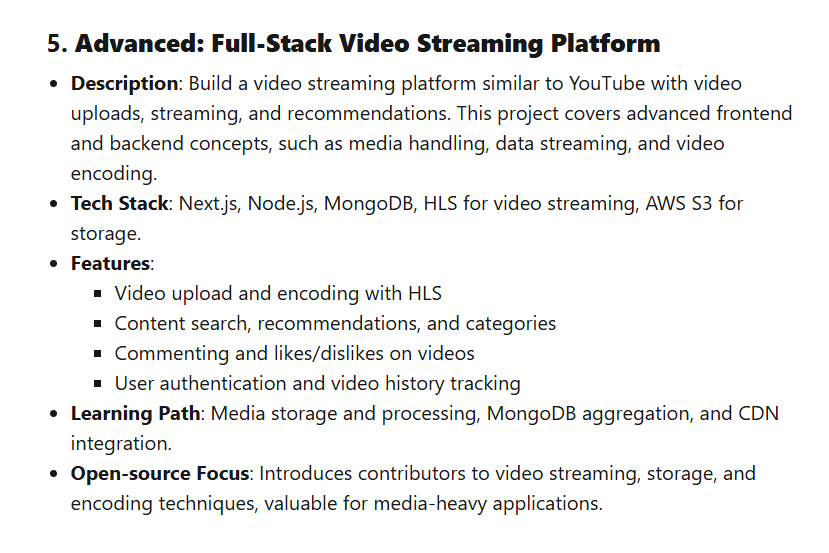 5. Advanced: Full-Stack Video Streaming Platform
• Description: Build a video streaming platform similar to YouTube with video
uploads, streaming, and recommendations. This project covers advanced frontend
and backend concepts, such as media handling, data streaming, and video
encoding.
• Tech Stack: Next.js, Node.js, MongoDB, HLS for video streaming, AWS S3 for
storage.
• Features:
▪ Video upload and encoding with HLS
▪ Content search, recommendations, and categories
▪ Commenting and likes/dislikes on videos
▪ User authentication and video history tracking
• Learning Path: Media storage and processing, MongoDB aggregation, and CDN
integration.
• Open-source Focus: Introduces contributors to video streaming, storage, and
encoding techniques, valuable for media-heavy applications.